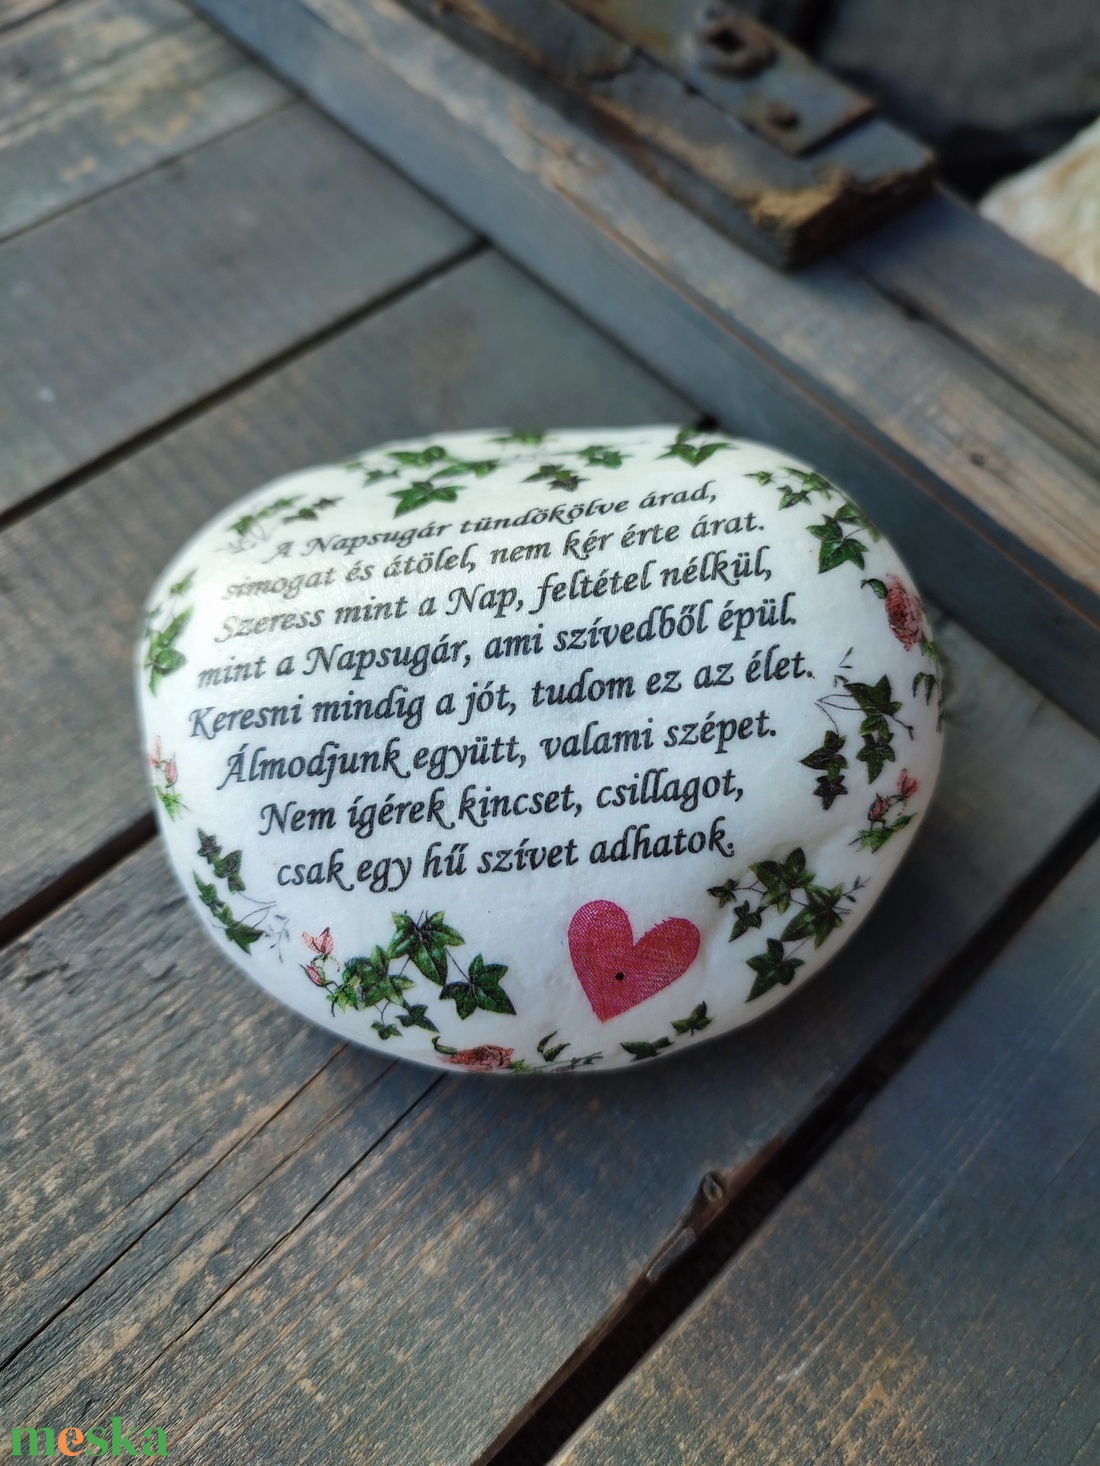 A Napsugár tündökölve árad,
simogat és átölel, nem kér érte árat.
Szeress mint a Nap, feltétel nélkül,
mint a Napsugár, ami szívedből épül.
Keresni mindig a jót, tudom ez az élet.
Álmodjunk együtt, valami szépet.
Nem ígérek kincset, csillagot,
csak egy hű szívet adhatok.
meska